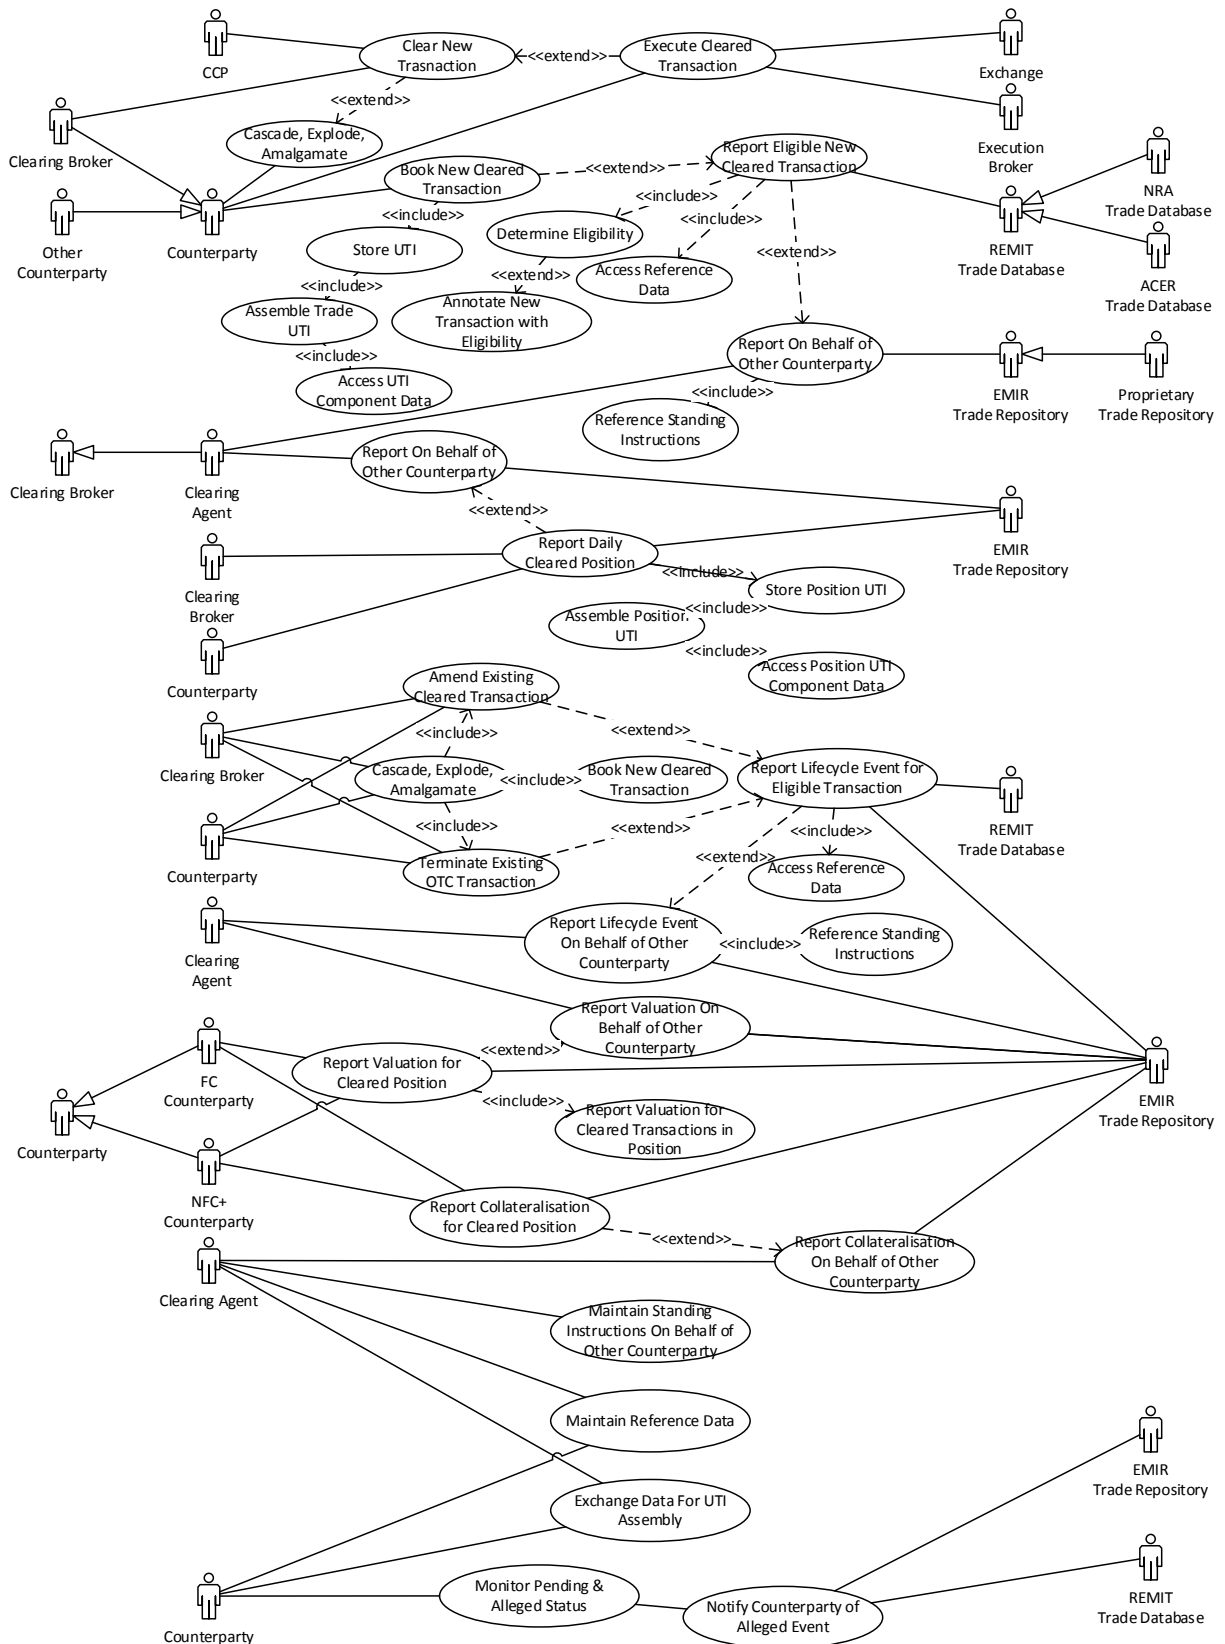 CCP
Clear New
Trasnaction
<<extend>>
Execute Cleared
Transaction
Exchange
<<extend>>
Clearing Broker
Cascade, Explode,
Amalgamate
Execution
Broker
Report Eligible New
Cleared Transaction
<<extend>>
Book New Cleared
Transaction
NRA
Trade Database
Other
Counterparty
Counterparty
<<include>>
<<include>>
<<include>>
Determine Eligibility
REMIT
Trade Database
Store UTI
<<extend>>
<<extend>>
Access Reference
Data
ACER
Trade Database
<<include>>
Assemble Trade
UTI
Annotate New
Transaction with
Eligibility
<<include>>
Report On Behalf of
Other Counterparty
EMIR
Trade Repository
Proprietary
Trade Repository
Access UTI
Component Data
<<include>>
Reference Standing
Instructions
Clearing Broker
Clearing
Agent
Report On Behalf of
Other Counterparty
<<extend>>
EMIR
Trade Repository
Clearing
Broker
Report Daily
Cleared Position
<<include>>
Store Position UTI
<<include>>
Assemble Position
UTI
<<include>>
Access Position UTI
Component Data
Counterparty
Amend Existing
Cleared Transaction
<<include>>
<<extend>>
Clearing Broker
Cascade, Explode,
Amalgamate
<<include>>
Book New Cleared
Transaction
Report Lifecycle Event for
Eligible Transaction
REMIT
Trade Database
<<include>>
<<extend>>
<<include>>
Counterparty
Terminate Existing
OTC Transaction
<<extend>>
Access Reference
Data
Clearing
Agent
Report Lifecycle Event
On Behalf of Other
Counterparty
<<include>>
Reference Standing
Instructions
Report Valuation On
Behalf of Other
Counterparty
FC
Counterparty
Report Valuation for
Cleared Position
<<extend>>
<<include>>
Report Valuation for
Cleared Transactions in
Position
EMIR
Trade Repository
Counterparty
NFC+
Counterparty
Report Collateralisation
for Cleared Position
<<extend>>
Report Collateralisation
On Behalf of Other
Counterparty
Clearing Agent
Maintain Standing
Instructions On Behalf of
Other Counterparty
Maintain Reference Data
EMIR
Trade Repository
Exchange Data For UTI
Assembly
Counterparty
Monitor Pending &
Alleged Status
Notify Counterparty of
Alleged Event
REMIT
Trade Database